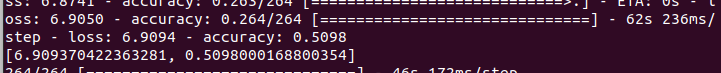 ss: 6.8741 - accuracy: 0.263/264 [===========================>.] - ETA: 0s - l
oss: 6.9050 - accuracy: 0.264/264 [==============================] - 62s 236ms/
step - loss: 6.9094 - accuracy: 0.5098
[6.909370422363281, 0.5098000168800354]
264/264 [==============================] - 46s 172ms/step